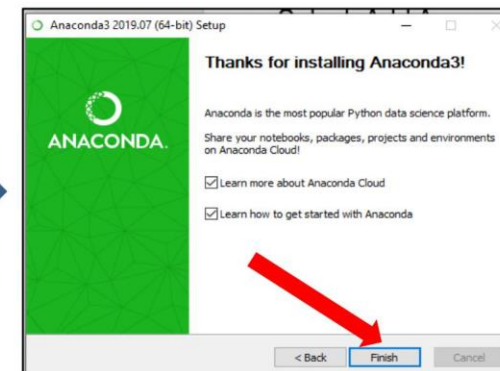 Anaconda3 2019.07 (64-bit) Setup
Thanks for installing Anaconda3!
ANACONDA.
Anaconda is the most popular Python data science platform.
Share your notebooks, packages, projects and environments
on Anaconda Cloud!
Learn more about Anaconda Cloud
Learn how to get started with Anaconda
< Back
Finish
Cancel